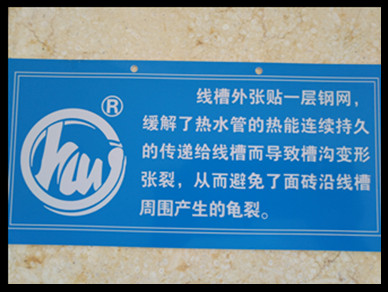 ®
线槽外张贴一层钢网，
缓解了热水管的热能连续持久
的传递给线槽而导致槽沟变形
张裂，从而避免了面砖沿线槽
周围产生的龟裂。